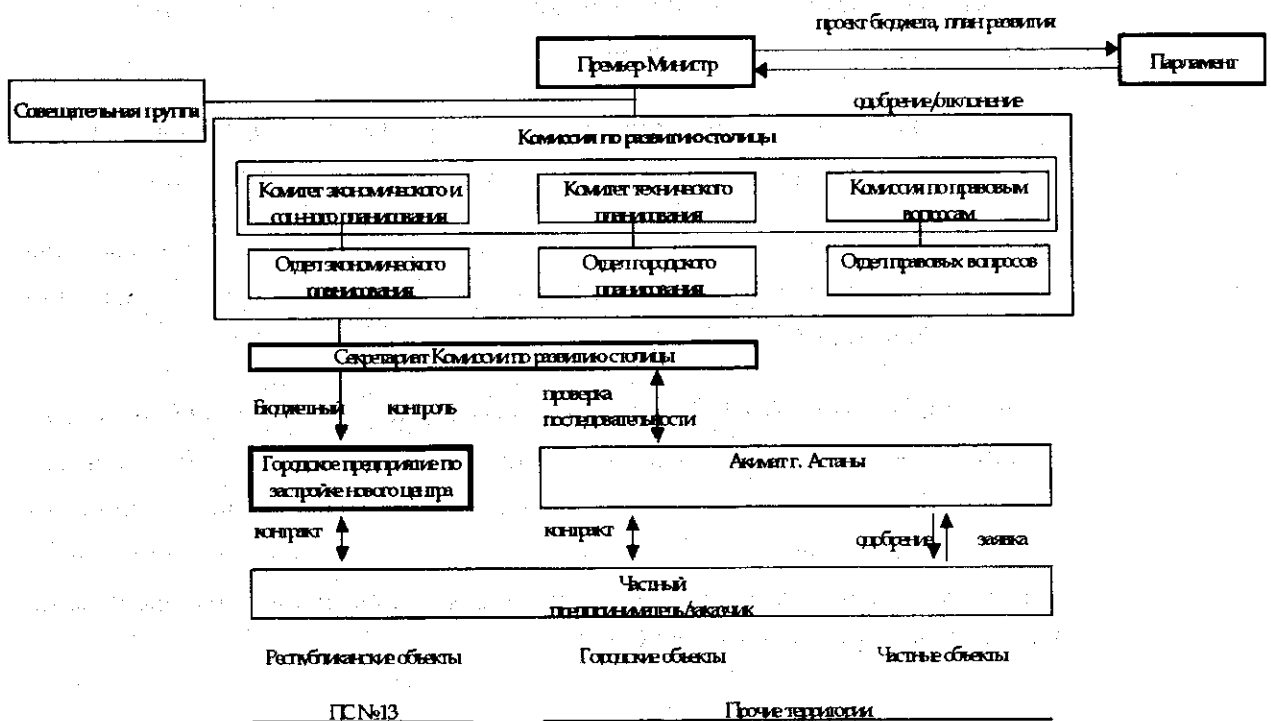 проект бюджета, план развития
Премьер-Министр
Парламент
Совещательная группа
одобрение/отклонение
Комиссия по развитию столицы
Комитет экономического и
соц-ного планирования
Комитет технического
планирования
Комиссия по правовым
вопросам
Отдел экономического
планирования
Отдел городского
планирования
Отдел правовых вопросов
Секретариат Комиссии по развитию столицы
Бюджетный контроль
проверка
последовательности
Городское предприятие по
застройке нового центра
Акимат г. Астаны
контракт
контракт
одобрение
заявка
Частный
предприниматель/заказчик
Республиканские объекты
Городские объекты
Частные объекты
ПС №13
Прочие территории